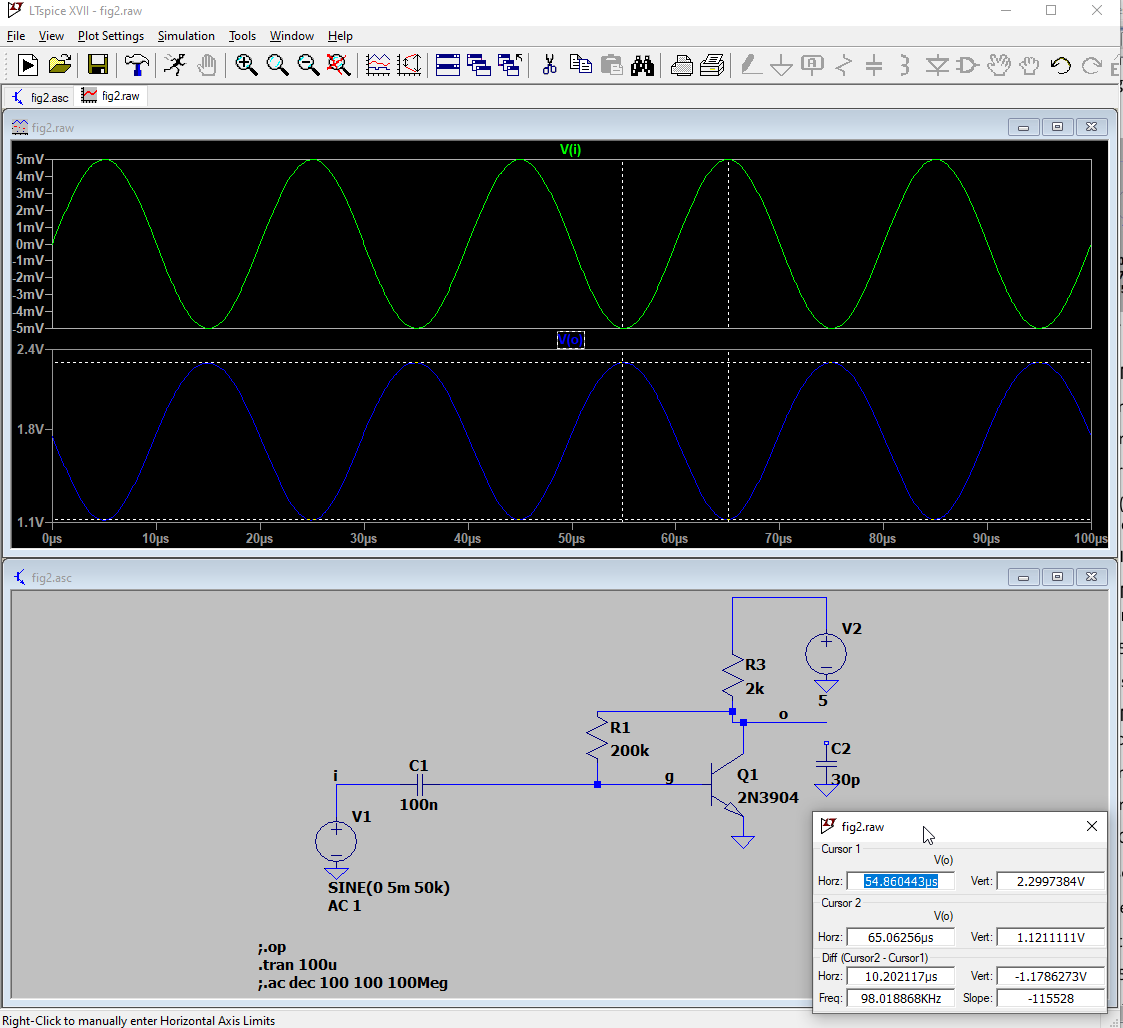 LTspice XVII - fig2.raw
File View Plot Settings Simulation Tools Window Help
fig2.asc fig2.raw
fig2.raw
V(i)
5mV
4mV
3mV
2mV
1mV
0mV
-1mV
-2mV
-3mV
-4mV
-5mV
V(o)
2.4V
1.8V
1.1V
0µs 10µs 20µs 30µs 40µs 50µs 60µs 70µs 80µs 90µs 100µs
fig2.asc
V2
R3
2k
5
o
R1
200k
C2
30p
i
C1
100n
g
Q1
2N3904
V1
SINE(0 5m 50k)
AC 1
;.op
.tran 100u
;.ac dec 100 100 100Meg
fig2.raw
Cursor 1
V(o)
Horz: 54.860443µs Vert: 2.2997384V
Cursor 2
V(o)
Horz: 65.06256µs Vert: 1.1211111V
Diff (Cursor2 - Cursor1)
Horz: 10.202117µs Vert: -1.1786273V
Freq: 98.018868KHz Slope: -115528
Right-Click to manually enter Horizontal Axis Limits